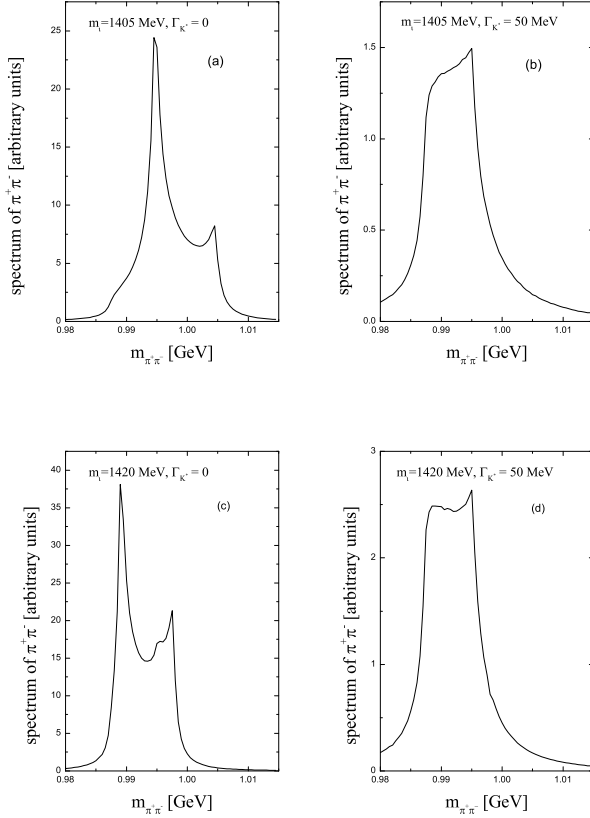 m_ι=1405 MeV, Γ_K* = 0
(a)
spectrum of π⁺π⁻ [arbitrary units]
25
20
15
10
5
0
0.98 0.99 1.00 1.01
m_π⁺π⁻ [GeV]
m_ι=1405 MeV, Γ_K* = 50 MeV
(b)
spectrum of π⁺π⁻ [arbitrary units]
1.5
1.0
0.5
0.0
0.98 0.99 1.00 1.01
m_π⁺π⁻ [GeV]
m_ι=1420 MeV, Γ_K* = 0
(c)
spectrum of π⁺π⁻ [arbitrary units]
40
35
30
25
20
15
10
5
0
0.98 0.99 1.00 1.01
m_π⁺π⁻ [GeV]
m_ι=1420 MeV, Γ_K* = 50 MeV
(d)
spectrum of π⁺π⁻ [arbitrary units]
3
2
1
0
0.98 0.99 1.00 1.01
m_π⁺π⁻ [GeV]